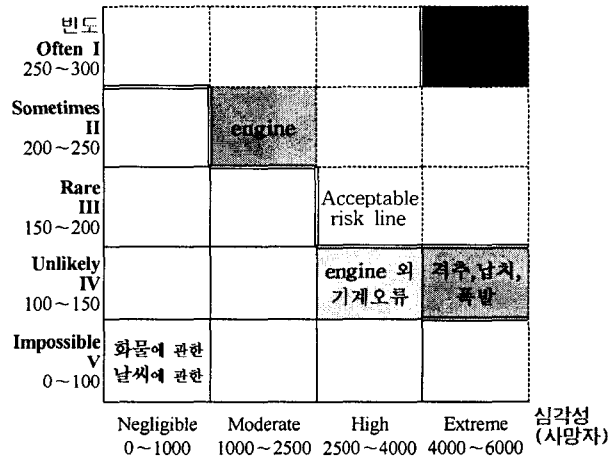 빈도
Often I
250~300
Sometimes
II
200~250
engine
Rare
III
150~200
Acceptable
risk line
Unlikely
IV
100~150
engine 외
기계오류
격추,납치,
폭발
Impossible
V
0~100
화물에 관한
날씨에 관한
Negligible
0~1000
Moderate
1000~2500
High
2500~4000
Extreme
4000~6000
심각성
(사망자)